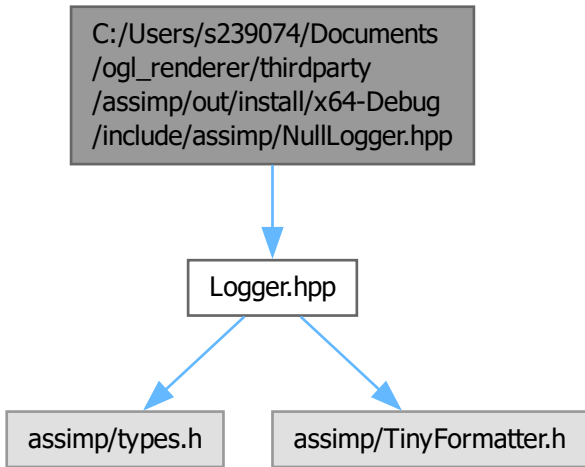 C:/Users/s239074/Documents
/ogl_renderer/thirdparty
/assimp/out/install/x64-Debug
/include/assimp/NullLogger.hpp
Logger.hpp
assimp/types.h
assimp/TinyFormatter.h